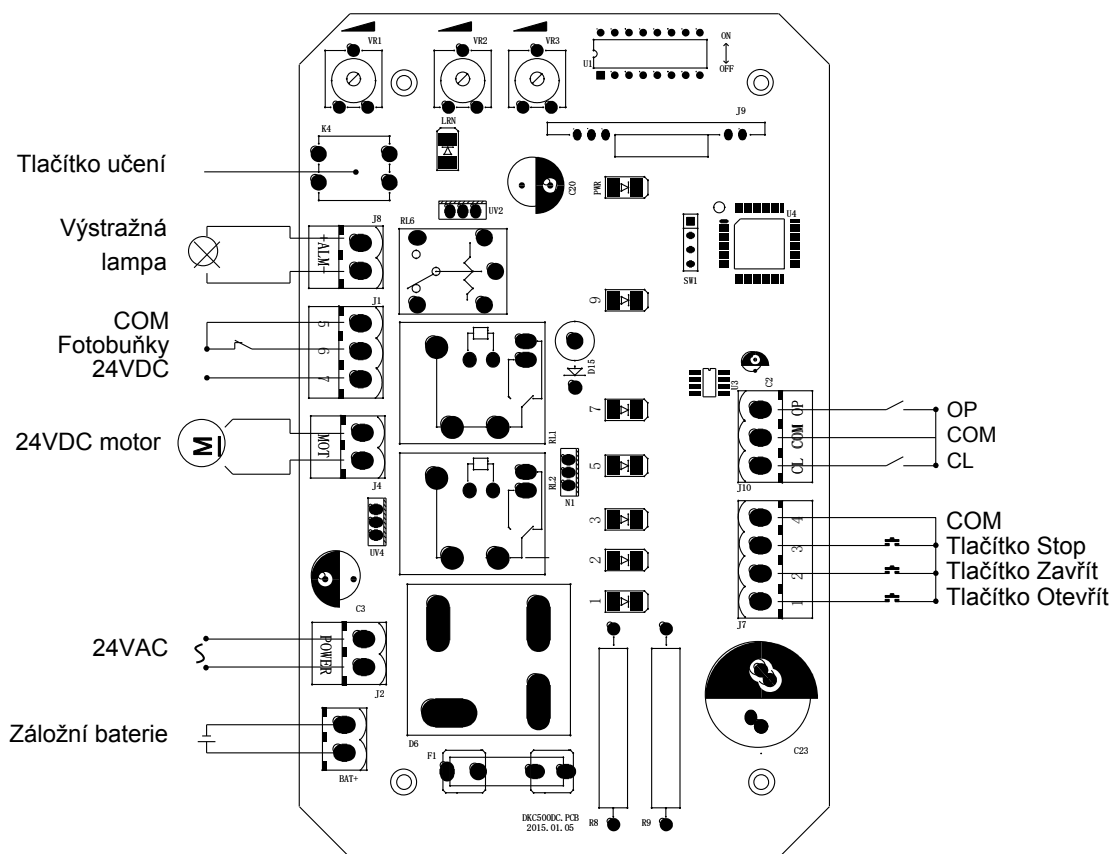 VR1
VR2
VR3
U1
ON
OFF
J9
K4
LRN
Tlačítko učení
C20
PWR
UV2
U4
Výstražná
lampa
J8
+ALM-
RL6
SW1
J1
COM
Fotobuňky
24VDC
5
6
7
9
D15
U3
C2
24VDC motor
M
MOT
J4
RL1
7
OP
COM
CL
OP
COM
CL
J10
RL2
N1
5
UV4
3
2
1
4
3
2
1
COM
Tlačítko Stop
Tlačítko Zavřít
Tlačítko Otevřít
J7
C3
24VAC
POWER
J2
Záložní baterie
BAT+
D6
F1
C23
DKC500DC.PCB
2015.01.05
R8
R9